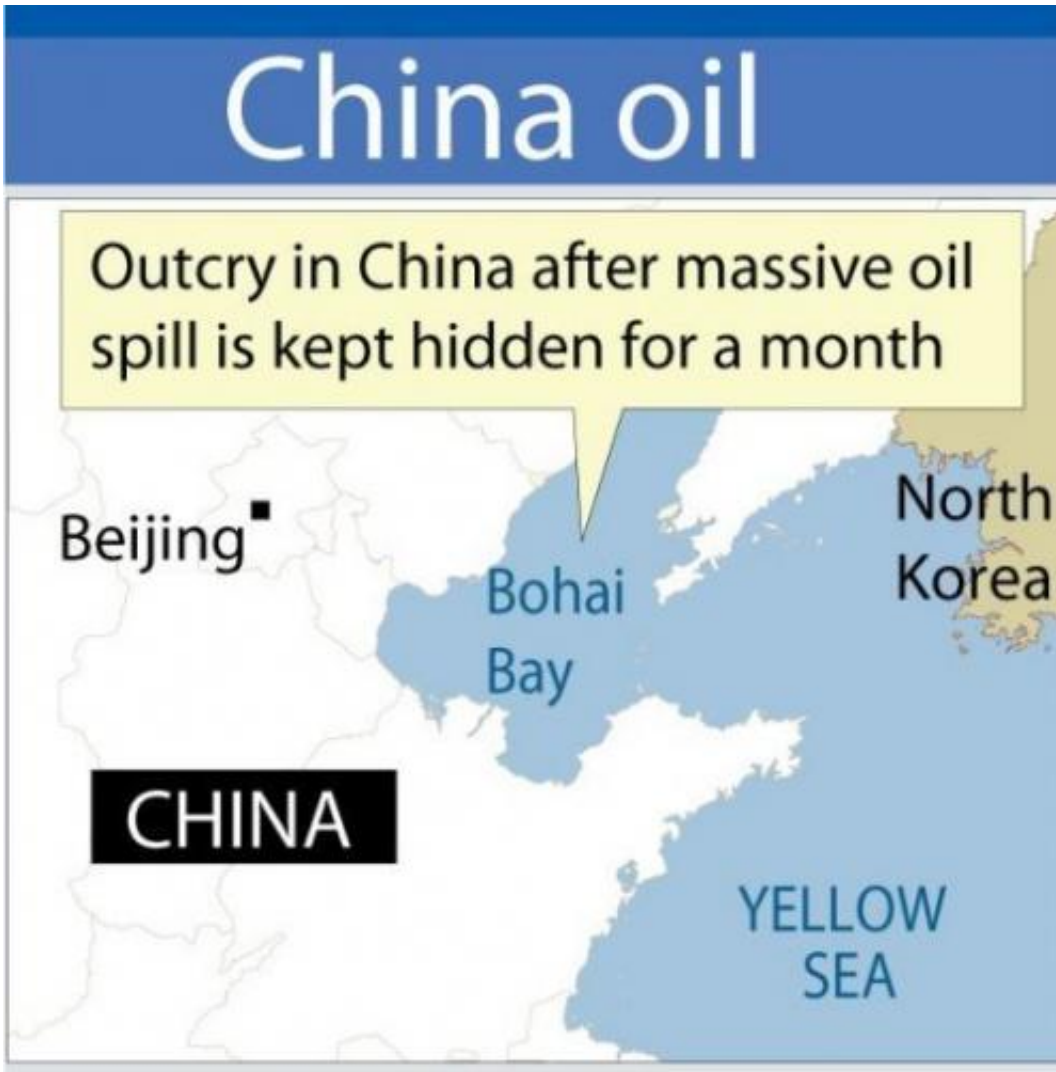 China oil
Outcry in China after massive oil
spill is kept hidden for a month
Beijing
North
Korea
Bohai
Bay
CHINA
YELLOW
SEA